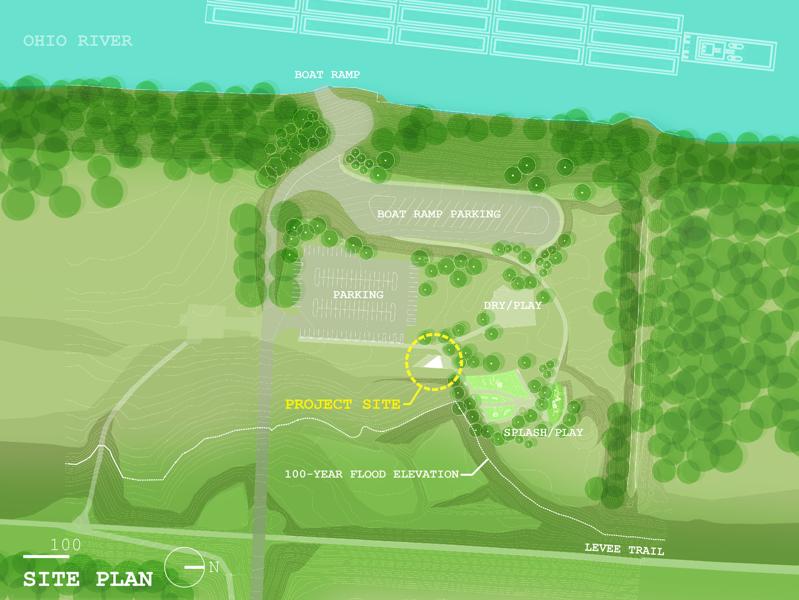 OHIO RIVER
BOAT RAMP
BOAT RAMP PARKING
PARKING
DRY/PLAY
PROJECT SITE
SPLASH/PLAY
100-YEAR FLOOD ELEVATION
LEVEE TRAIL
100
N
SITE PLAN